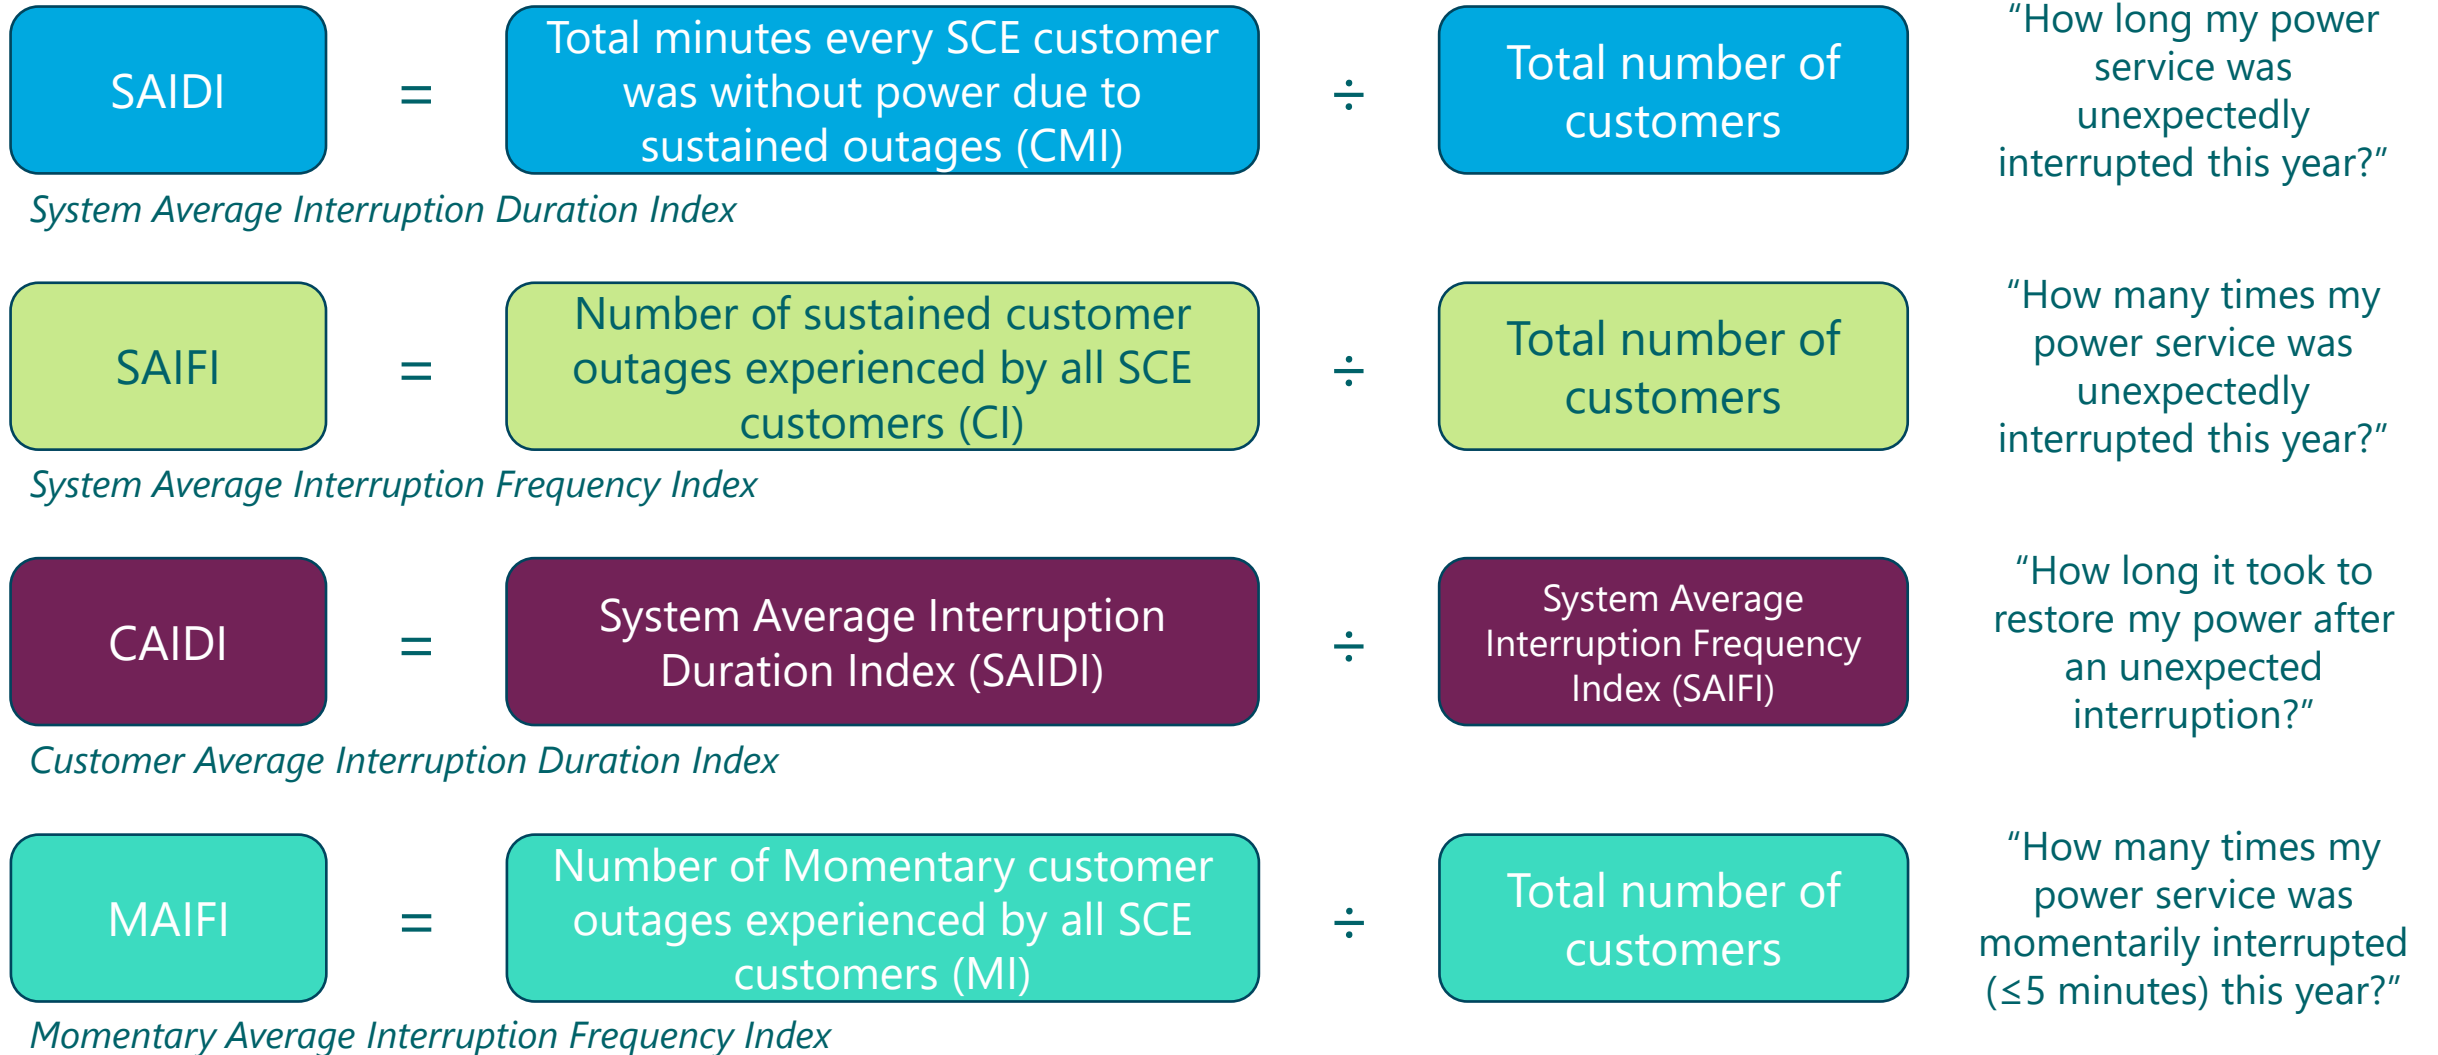 SAIDI
=
Total minutes every SCE customer
was without power due to
sustained outages (CMI)
÷
Total number of
customers
“How long my power
service was
unexpectedly
interrupted this year?”
System Average Interruption Duration Index
SAIFI
=
Number of sustained customer
outages experienced by all SCE
customers (CI)
÷
Total number of
customers
“How many times my
power service was
unexpectedly
interrupted this year?”
System Average Interruption Frequency Index
CAIDI
=
System Average Interruption
Duration Index (SAIDI)
÷
System Average
Interruption Frequency
Index (SAIFI)
“How long it took to
restore my power after
an unexpected
interruption?”
Customer Average Interruption Duration Index
MAIFI
=
Number of Momentary customer
outages experienced by all SCE
customers (MI)
÷
Total number of
customers
“How many times my
power service was
momentarily interrupted
(≤5 minutes) this year?”
Momentary Average Interruption Frequency Index